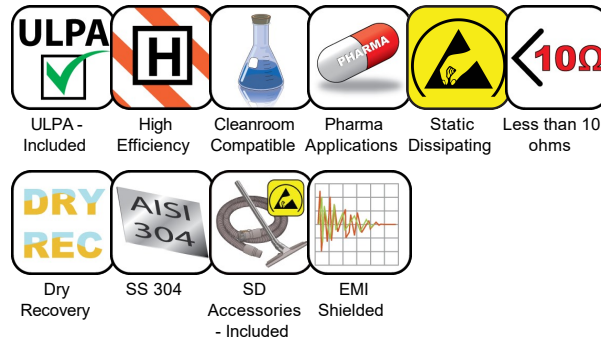 ULPA
H
PHARMA
<10Ω
ULPA -
Included
High
Efficiency
Cleanroom
Compatible
Pharma
Applications
Static
Dissipating
Less than 10
ohms
DRY
REC
AISI
304
Dry
Recovery
SS 304
SD
Accessories
- Included
EMI
Shielded